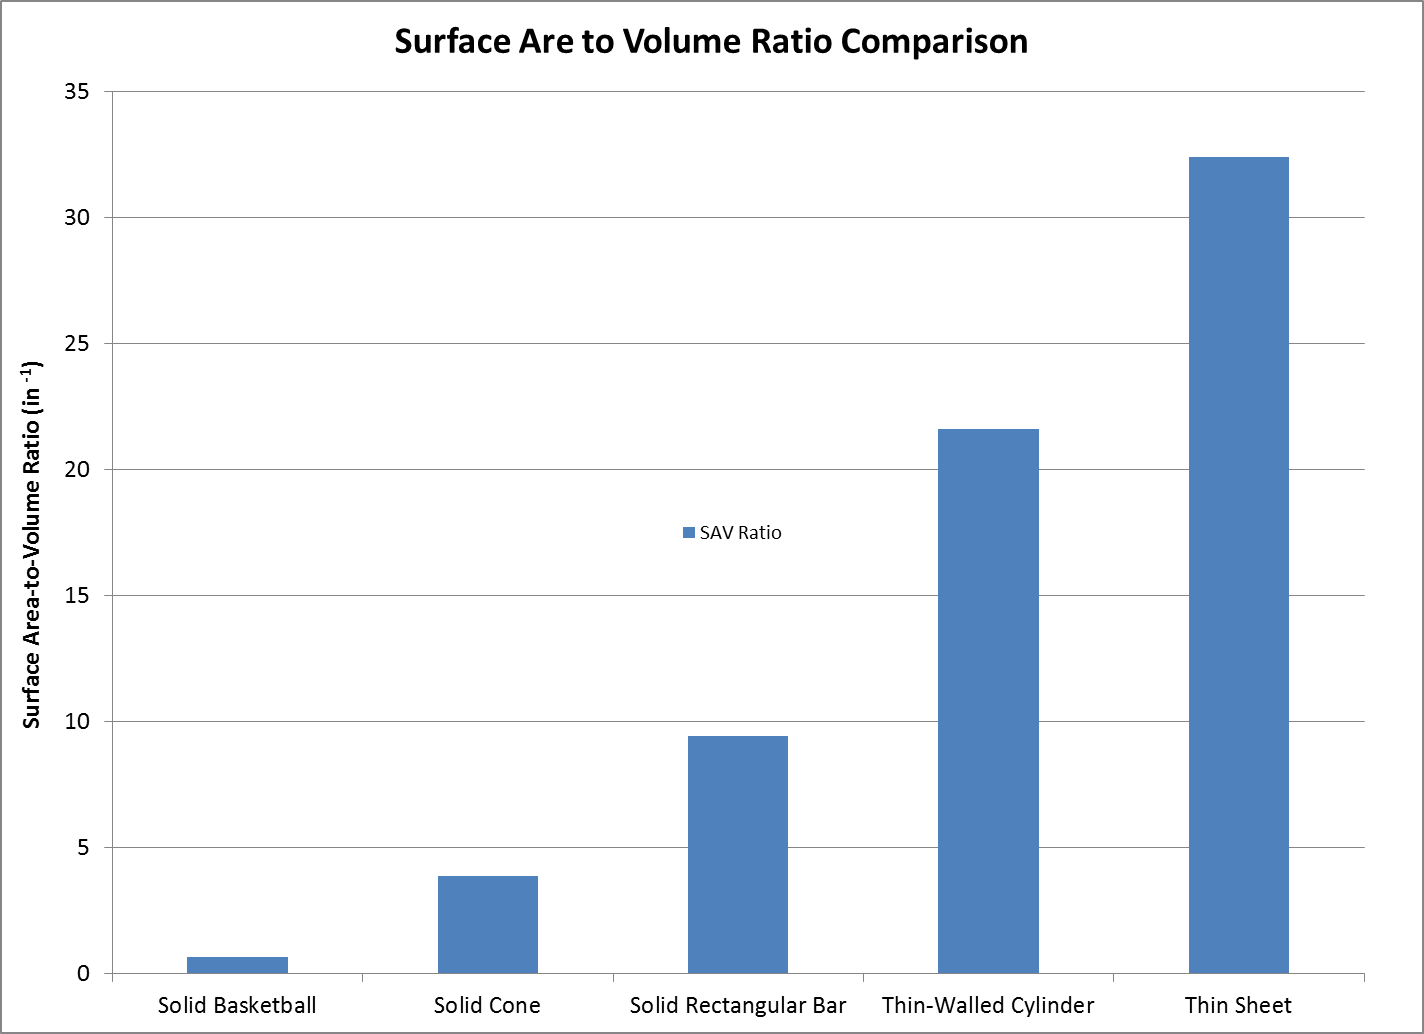 Surface Are to Volume Ratio Comparison
35
30
25
20
15
10
5
0
Surface Area-to-Volume Ratio (in -1)
SAV Ratio
Solid Basketball
Solid Cone
Solid Rectangular Bar
Thin-Walled Cylinder
Thin Sheet